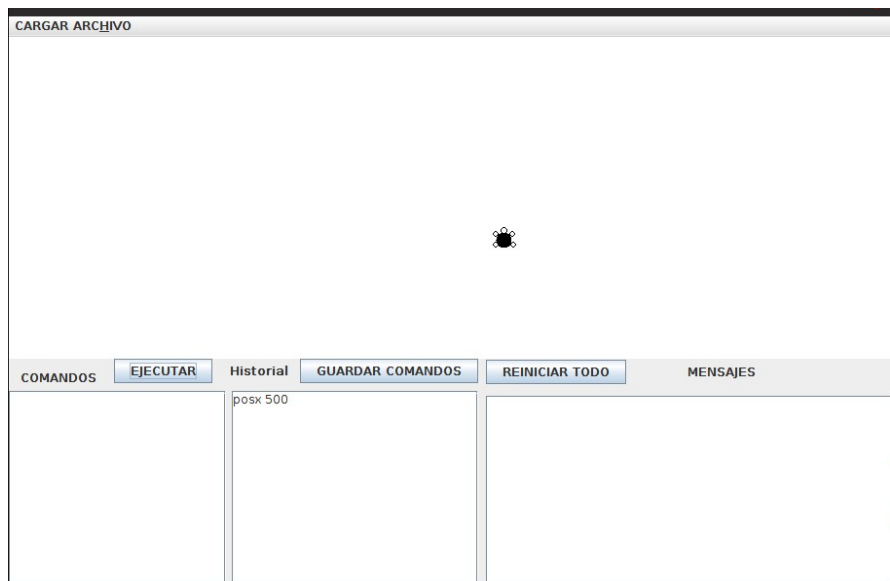 CARGAR ARCHIVO
COMANDOS
EJECUTAR
Historial
GUARDAR COMANDOS
REINICIAR TODO
MENSAJES
posx 500